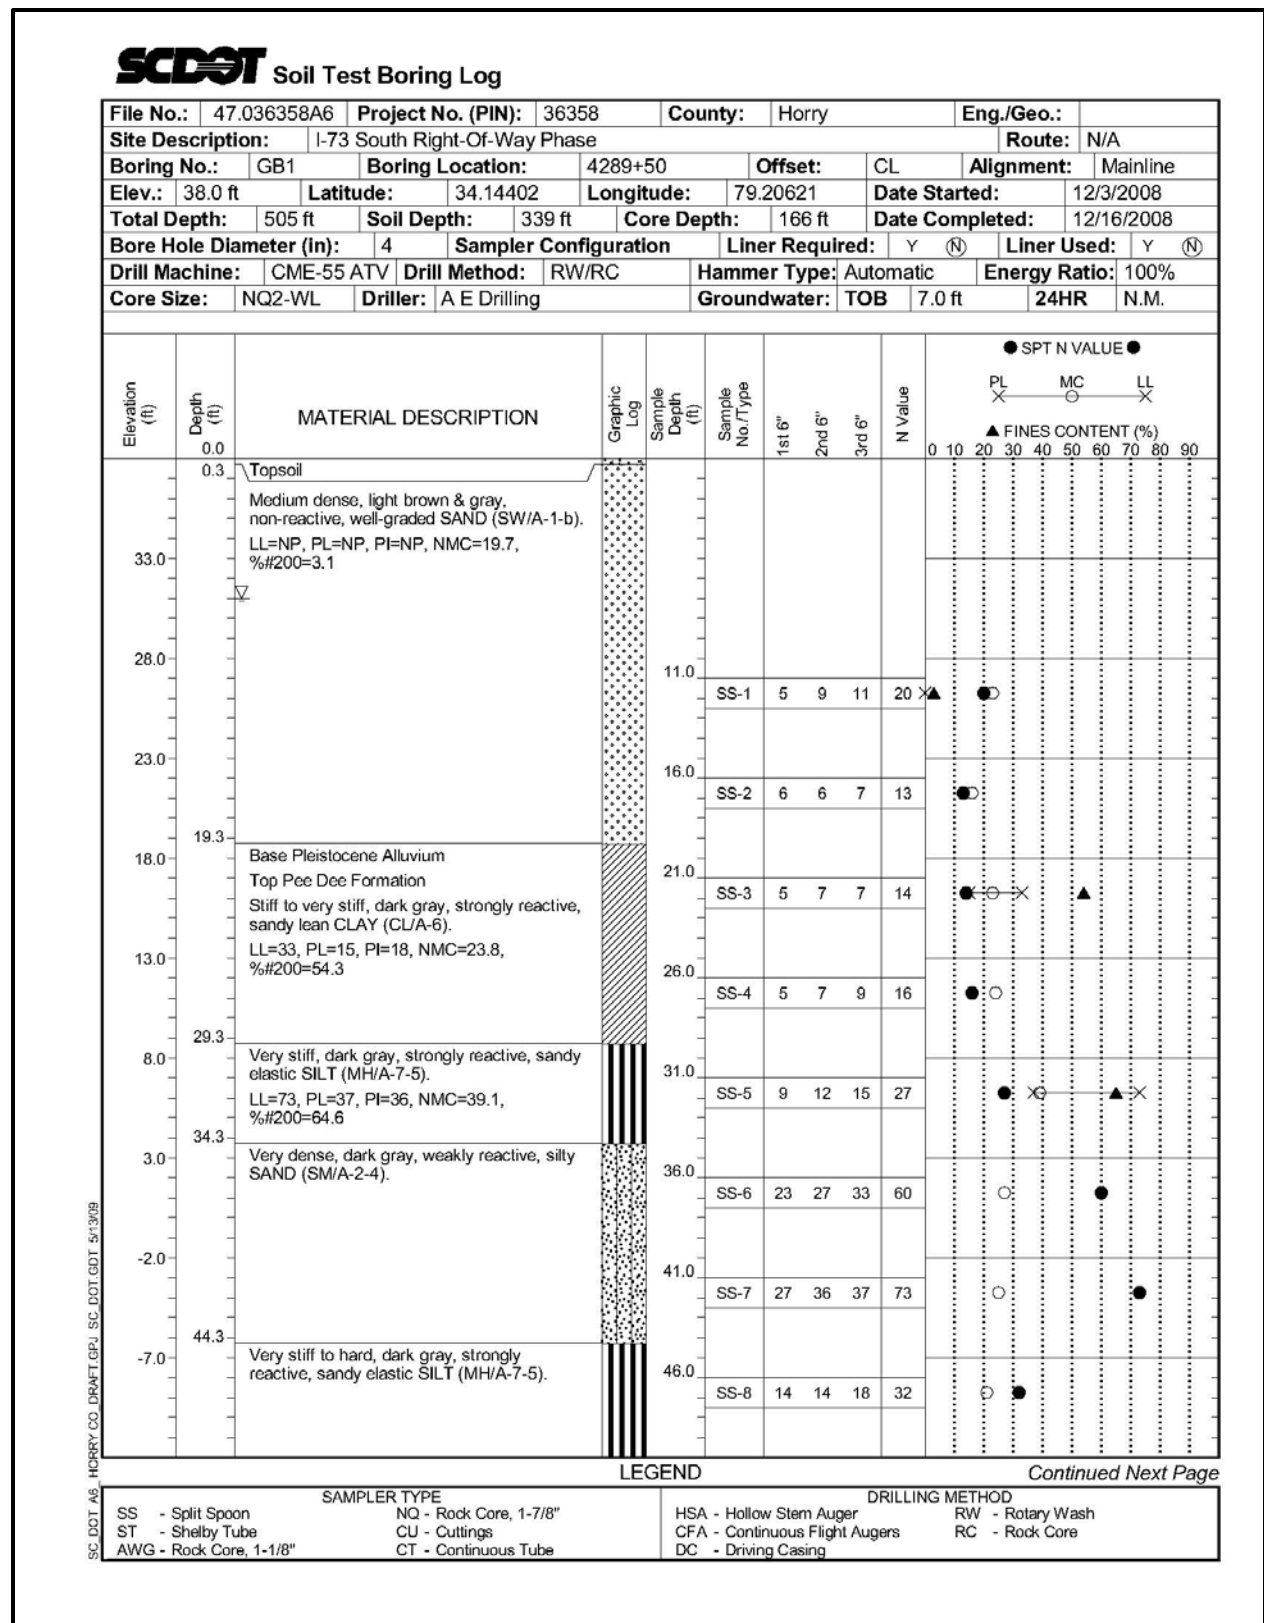 SCDOT Soil Test Boring Log
File No.: 47.036358A6 Project No. (PIN): 36358 County: Horry Eng./Geo.:
Site Description: I-73 South Right-Of-Way Phase Route: N/A
Boring No.: GB1 Boring Location: 4289+50 Offset: CL Alignment: Mainline
Elev.: 38.0 ft Latitude: 34.14402 Longitude: 79.20621 Date Started: 12/3/2008
Total Depth: 505 ft Soil Depth: 339 ft Core Depth: 166 ft Date Completed: 12/16/2008
Bore Hole Diameter (in): 4 Sampler Configuration Liner Required: Y N Liner Used: Y N
Drill Machine: CME-55 ATV Drill Method: RW/RC Hammer Type: Automatic Energy Ratio: 100%
Core Size: NQ2-WL Driller: A E Drilling Groundwater: TOB 7.0 ft 24HR N.M.
Elevation (ft) Depth (ft) MATERIAL DESCRIPTION Graphic Log Sample Depth (ft) Sample No./Type 1st 6" 2nd 6" 3rd 6" N Value
● SPT N VALUE ●
PL MC LL
▲ FINES CONTENT (%)
0 10 20 30 40 50 60 70 80 90
0.0
0.3 Topsoil
Medium dense, light brown & gray,
non-reactive, well-graded SAND (SW/A-1-b).
LL=NP, PL=NP, PI=NP, NMC=19.7,
33.0 %#200=3.1
28.0
11.0
SS-1 5 9 11 20
23.0
16.0
SS-2 6 6 7 13
19.3
18.0 Base Pleistocene Alluvium
21.0
Top Pee Dee Formation
SS-3 5 7 7 14
Stiff to very stiff, dark gray, strongly reactive,
sandy lean CLAY (CL/A-6).
LL=33, PL=15, PI=18, NMC=23.8,
13.0 %#200=54.3
26.0
SS-4 5 7 9 16
29.3
8.0 Very stiff, dark gray, strongly reactive, sandy
elastic SILT (MH/A-7-5).
31.0
LL=73, PL=37, PI=36, NMC=39.1,
SS-5 9 12 15 27
%#200=64.6
34.3
3.0 Very dense, dark gray, weakly reactive, silty
SAND (SM/A-2-4).
36.0
SS-6 23 27 33 60
-2.0
41.0
SS-7 27 36 37 73
44.3
-7.0 Very stiff to hard, dark gray, strongly
reactive, sandy elastic SILT (MH/A-7-5).
46.0
SS-8 14 14 18 32
SC_DOT A6_HORRY CO_DRAFT.GPJ SC_DOT.GDT 5/13/09
LEGEND
Continued Next Page
SAMPLER TYPE DRILLING METHOD
SS - Split Spoon NQ - Rock Core, 1-7/8" HSA - Hollow Stem Auger RW - Rotary Wash
ST - Shelby Tube CU - Cuttings CFA - Continuous Flight Augers RC - Rock Core
AWG - Rock Core, 1-1/8" CT - Continuous Tube DC - Driving Casing